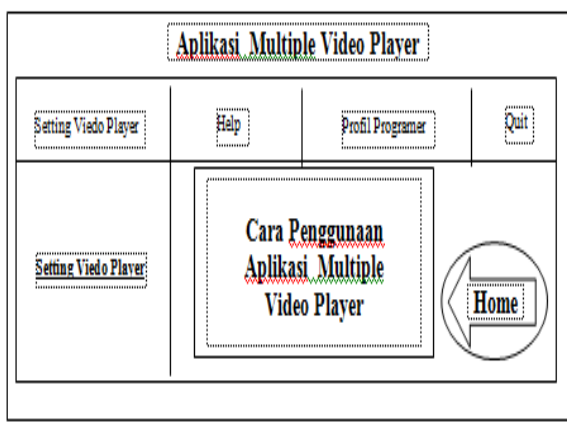 Aplikasi Multiple Video Player
Setting Viedo Player
Help
Profil Programer
Quit
Setting Viedo Player
Cara Penggunaan
Aplikasi Multiple
Video Player
Home